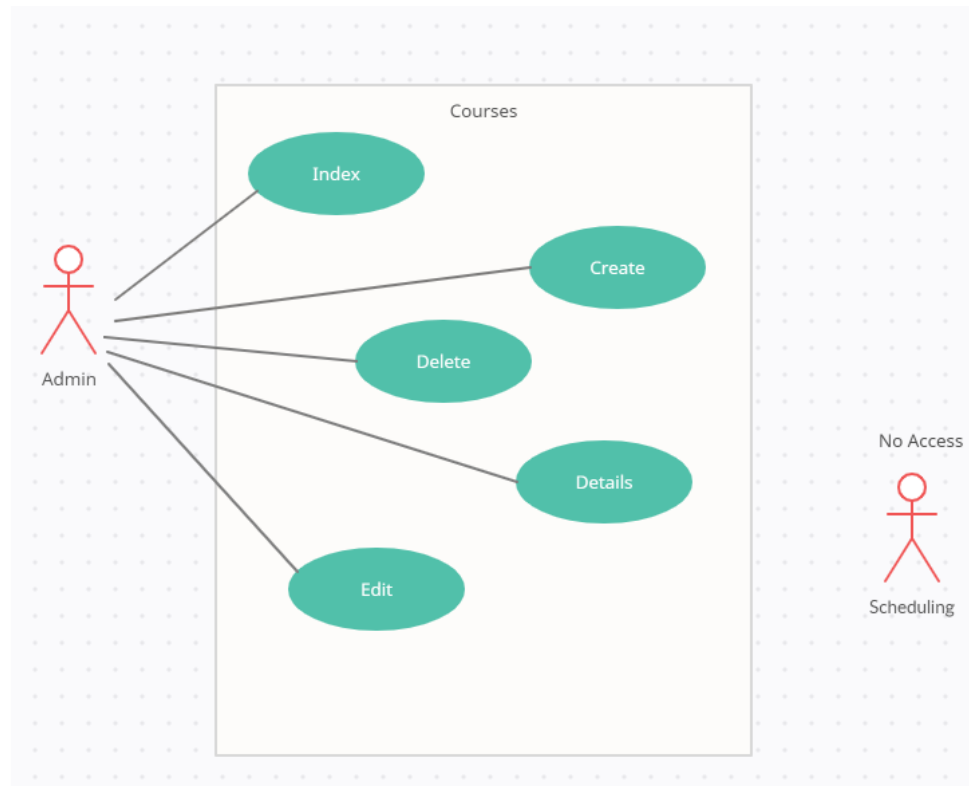 Courses
Index
Create
Delete
Admin
No Access
Details
Edit
Scheduling